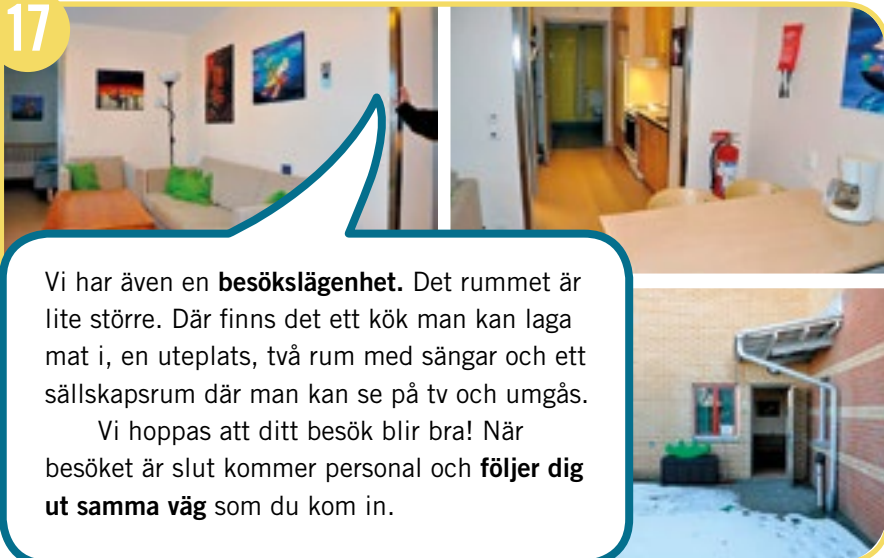 17
Vi har även en besökslägenhet. Det rummet är
lite större. Där finns det ett kök man kan laga
mat i, en uteplats, två rum med sängar och ett
sällskapsrum där man kan se på tv och umgås.
Vi hoppas att ditt besök blir bra! När
besöket är slut kommer personal och följer dig
ut samma väg som du kom in.